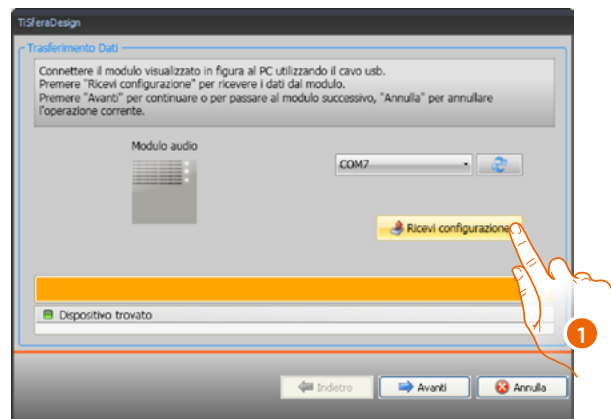 TiSferaDesign
Trasferimento Dati
Connettere il modulo visualizzato in figura al PC utilizzando il cavo usb.
Premere "Ricevi configurazione" per ricevere i dati dal modulo.
Premere "Avanti" per continuare o per passare al modulo successivo, "Annulla" per annullare
l'operazione corrente.
Modulo audio
COM7
Ricevi configurazione
Dispositivo trovato
1
Indietro
Avanti
Annulla